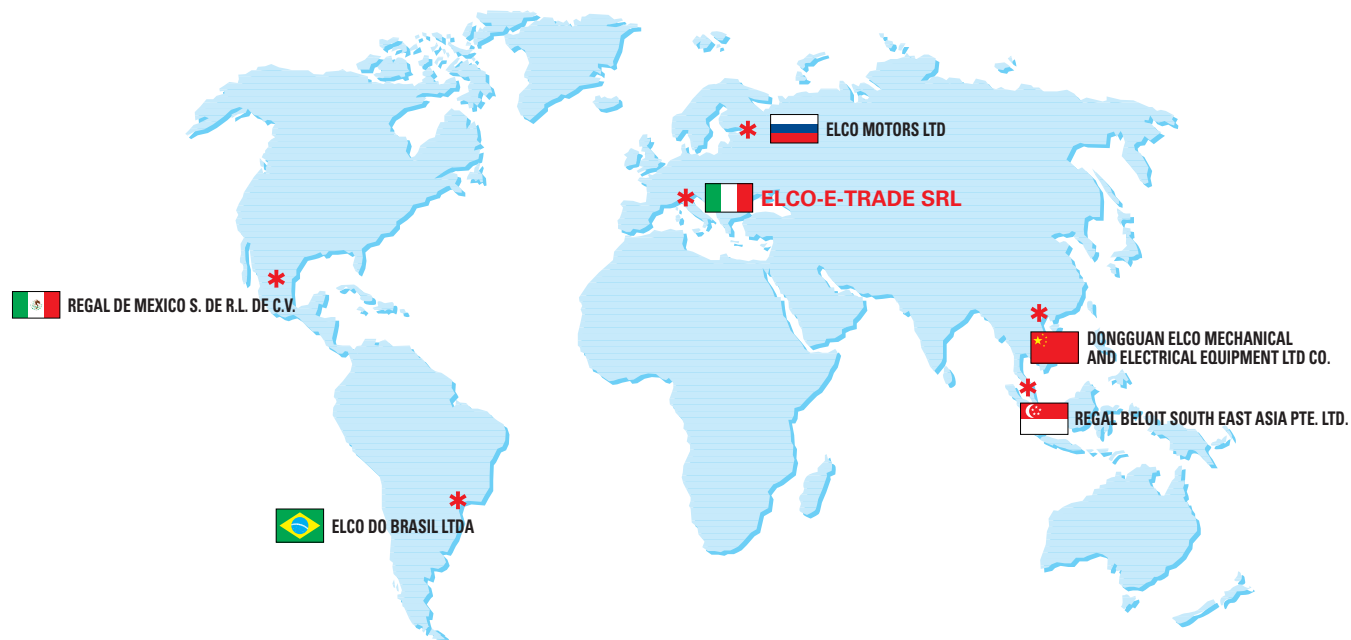 ELCO MOTORS LTD
ELCO-E-TRADE SRL
REGAL DE MEXICO S. DE R.L. DE C.V.
DONGGUAN ELCO MECHANICAL
AND ELECTRICAL EQUIPMENT LTD CO.
REGAL BELOIT SOUTH EAST ASIA PTE. LTD.
ELCO DO BRASIL LTDA